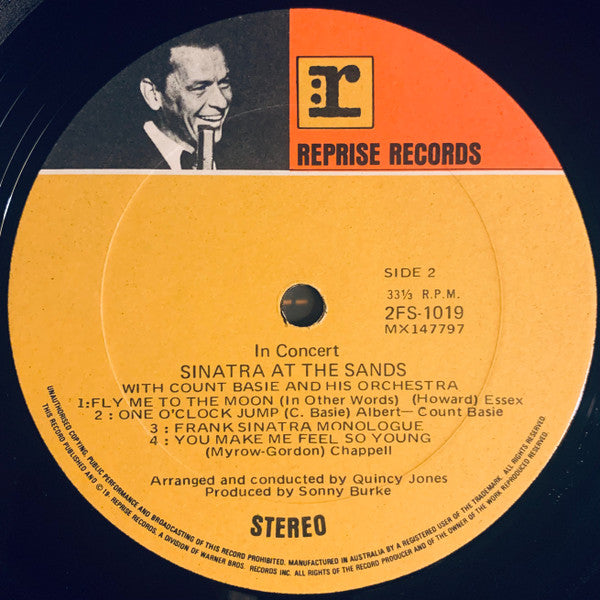 r
REPRISE RECORDS
SIDE 2
33⅓ R.P.M.
2FS-1019
MX147797
In Concert
SINATRA AT THE SANDS
WITH COUNT BASIE AND HIS ORCHESTRA
1:FLY ME TO THE MOON (In Other Words) (Howard) Essex
2 : ONE O'CLOCK JUMP (C. Basie) Albert— Count Basie
3 : FRANK SINATRA MONOLOGUE
4 : YOU MAKE ME FEEL SO YOUNG
(Myrow-Gordon) Chappell
Arranged and conducted by Quincy Jones
Produced by Sonny Burke
STEREO
UNAUTHORISED COPYING, PUBLIC PERFORMANCE AND BROADCASTING OF THIS RECORD PROHIBITED. MANUFACTURED IN AUSTRALIA BY A REGISTERED USER OF THE TRADEMARK. ALL RIGHTS RESERVED.
THIS RECORD PUBLISHED AND © 19- REPRISE RECORDS, A DIVISION OF WARNER BROS. RECORDS INC. ALL RIGHTS OF THE RECORD PRODUCER AND OF THE OWNER OF THE WORK REPRODUCED RESERVED.